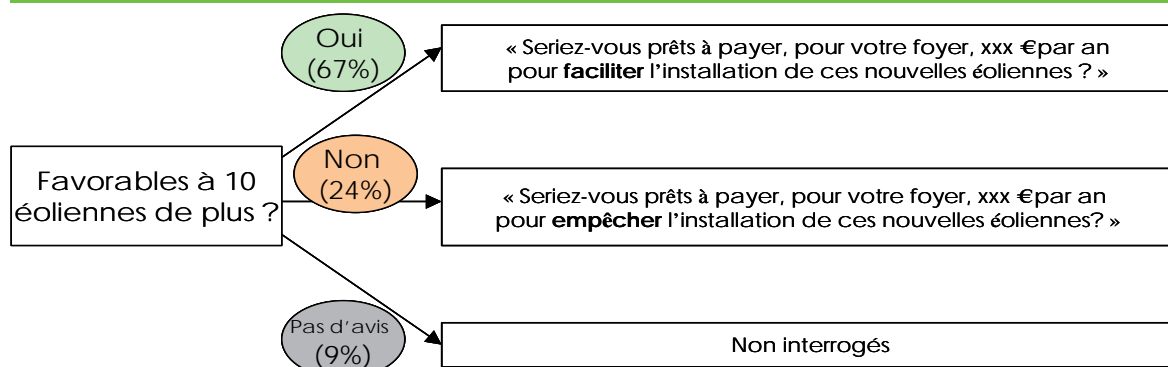 Oui
(67%)
« Seriez-vous prêts à payer, pour votre foyer, xxx €par an
pour faciliter l'installation de ces nouvelles éoliennes ? »
Favorables à 10
éoliennes de plus ?
Non
(24%)
« Seriez-vous prêts à payer, pour votre foyer, xxx €par an
pour empêcher l'installation de ces nouvelles éoliennes? »
Pas d'avis
(9%)
Non interrogés